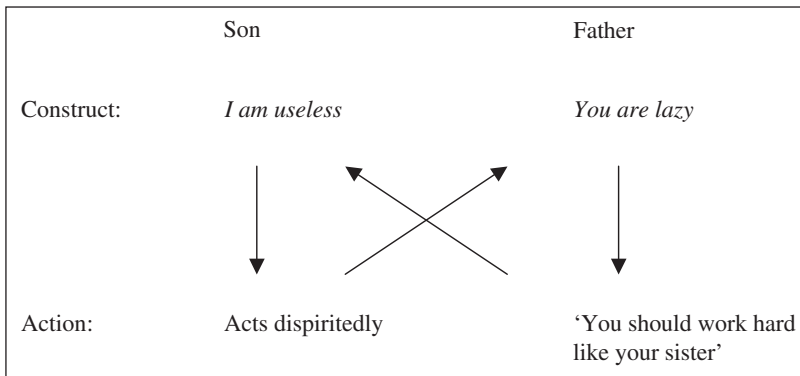 Son Father
Construct: I am useless You are lazy
Action: Acts dispiritedly ‘You should work hard
like your sister’